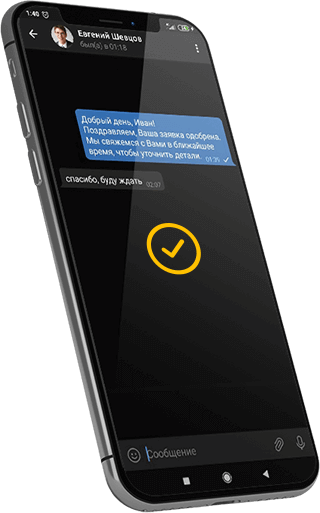 1:40
Евгений Шевцов
был(а) в 01:18
Добрый день, Иван!
Поздравляем, Ваша заявка одобрена.
Мы свяжемся с Вами в ближайшее
время, чтобы уточнить детали. 01:35
спасибо, буду ждать 02:07
Сообщение